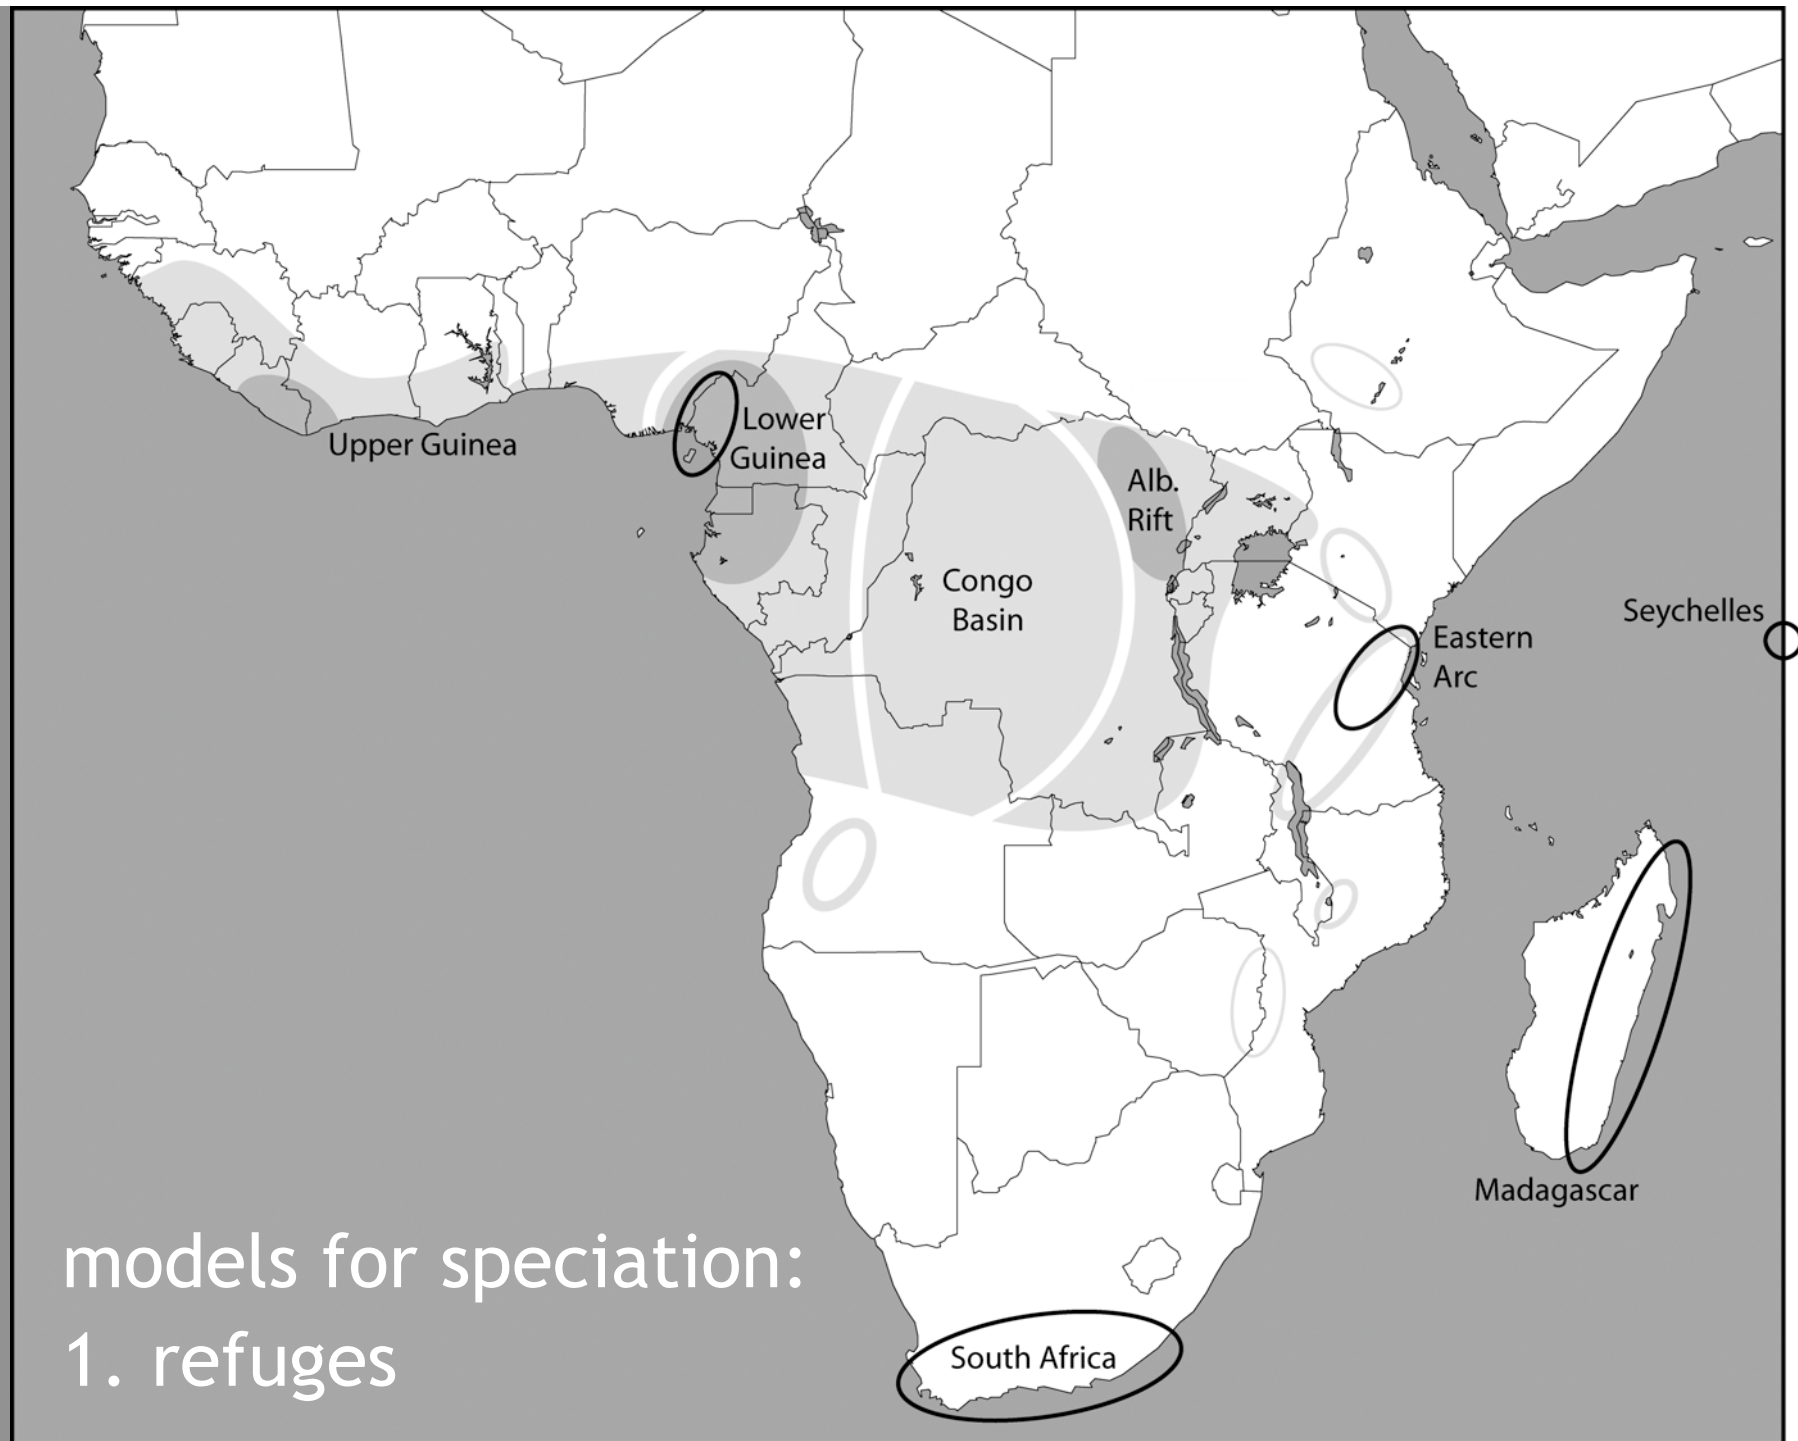 Lower
Guinea
Upper Guinea
Alb.
Rift
Congo
Basin
Seychelles
Eastern
Arc
Madagascar
models for speciation:
1. refuges
South Africa